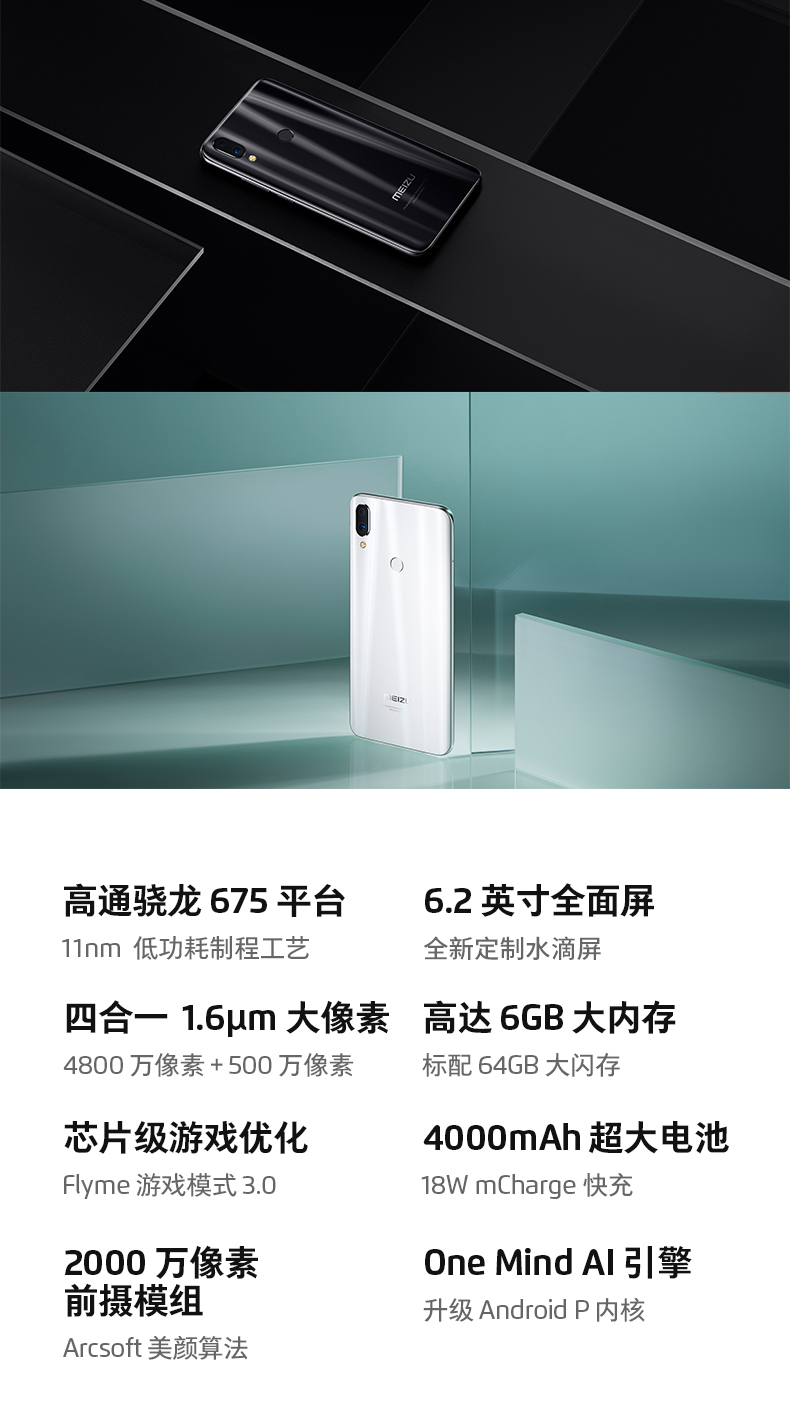 MEIZU
MEIZU
高通骁龙 675 平台
11nm 低功耗制程工艺
6.2 英寸全面屏
全新定制水滴屏
四合一 1.6μm 大像素
4800 万像素 + 500 万像素
高达 6GB 大内存
标配 64GB 大闪存
芯片级游戏优化
Flyme 游戏模式 3.0
4000mAh 超大电池
18W mCharge 快充
2000 万像素
前摄模组
Arcsoft 美颜算法
One Mind AI 引擎
升级 Android P 内核